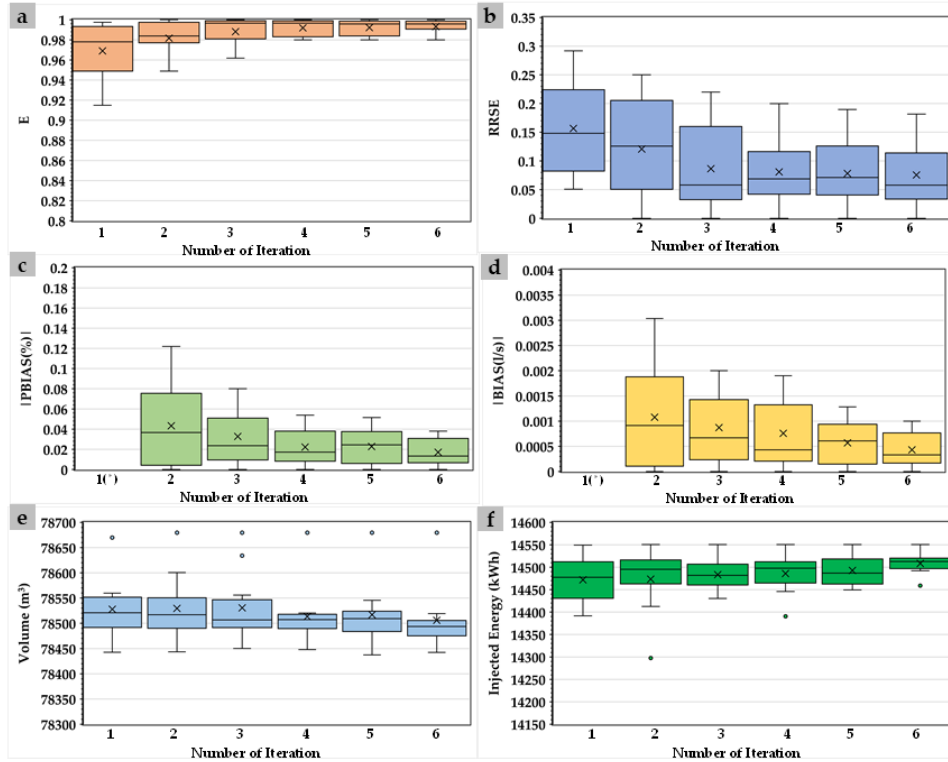 a
1
0.98
0.96
0.94
0.92
0.9
0.88
0.86
0.84
0.82
0.8
E
1 2 3 4 5 6
Number of Iteration
b
0.35
0.3
0.25
0.20
0.15
0.1
0.05
0
RRSE
1 2 3 4 5 6
Number of Iteration
c
0.2
0.18
0.16
0.14
0.12
0.1
0.08
0.06
0.04
0.02
0
|PBIAS(%)|
1(*) 2 3 4 5 6
Number of Iteration
d
0.004
0.0035
0.003
0.0025
0.002
0.0015
0.001
0.0005
0
|BIAS(l/s)|
1(*) 2 3 4 5 6
Number of Iteration
e
78700
78650
78600
78550
78500
78450
78400
78350
78300
Volume (m³)
1 2 3 4 5 6
Number of Iteration
f
14600
14550
14500
14450
14400
14350
14300
14250
14200
14150
Injected Energy (kWh)
1 2 3 4 5 6
Number of Iteration